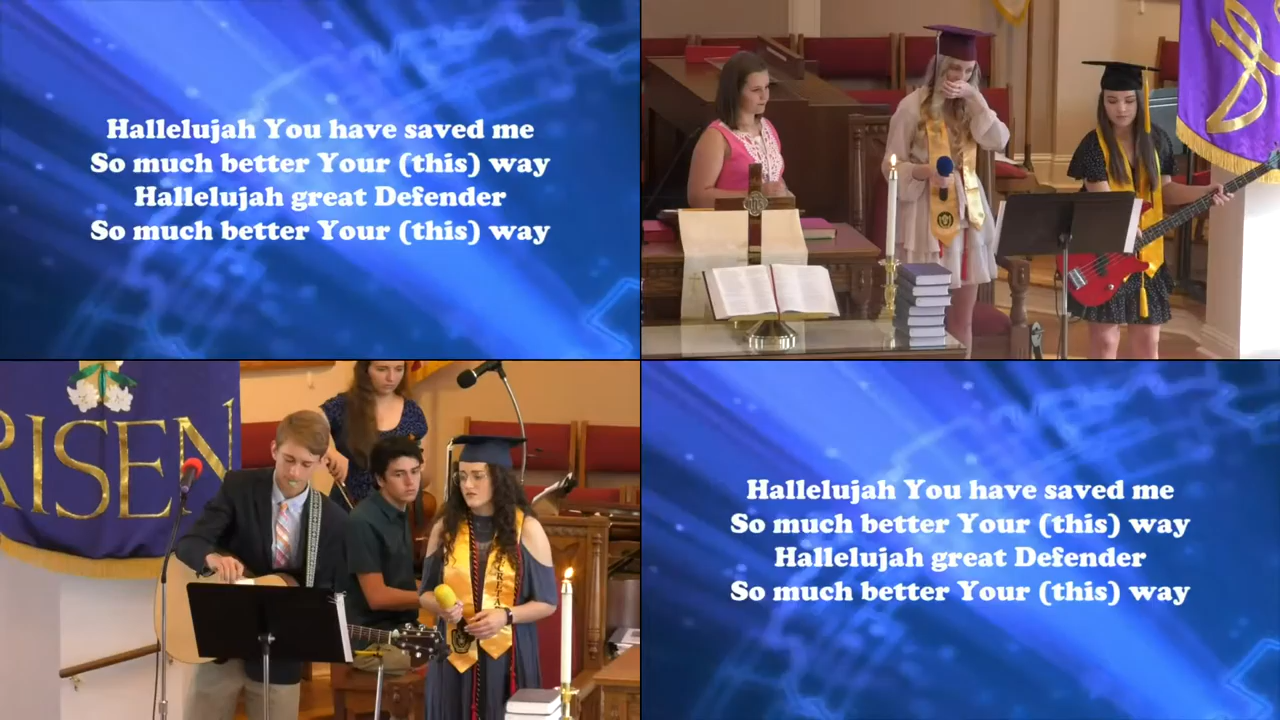 Hallelujah You have saved me
So much better Your (this) way
Hallelujah great Defender
So much better Your (this) way
RISEN
Hallelujah You have saved me
So much better Your (this) way
Hallelujah great Defender
So much better Your (this) way